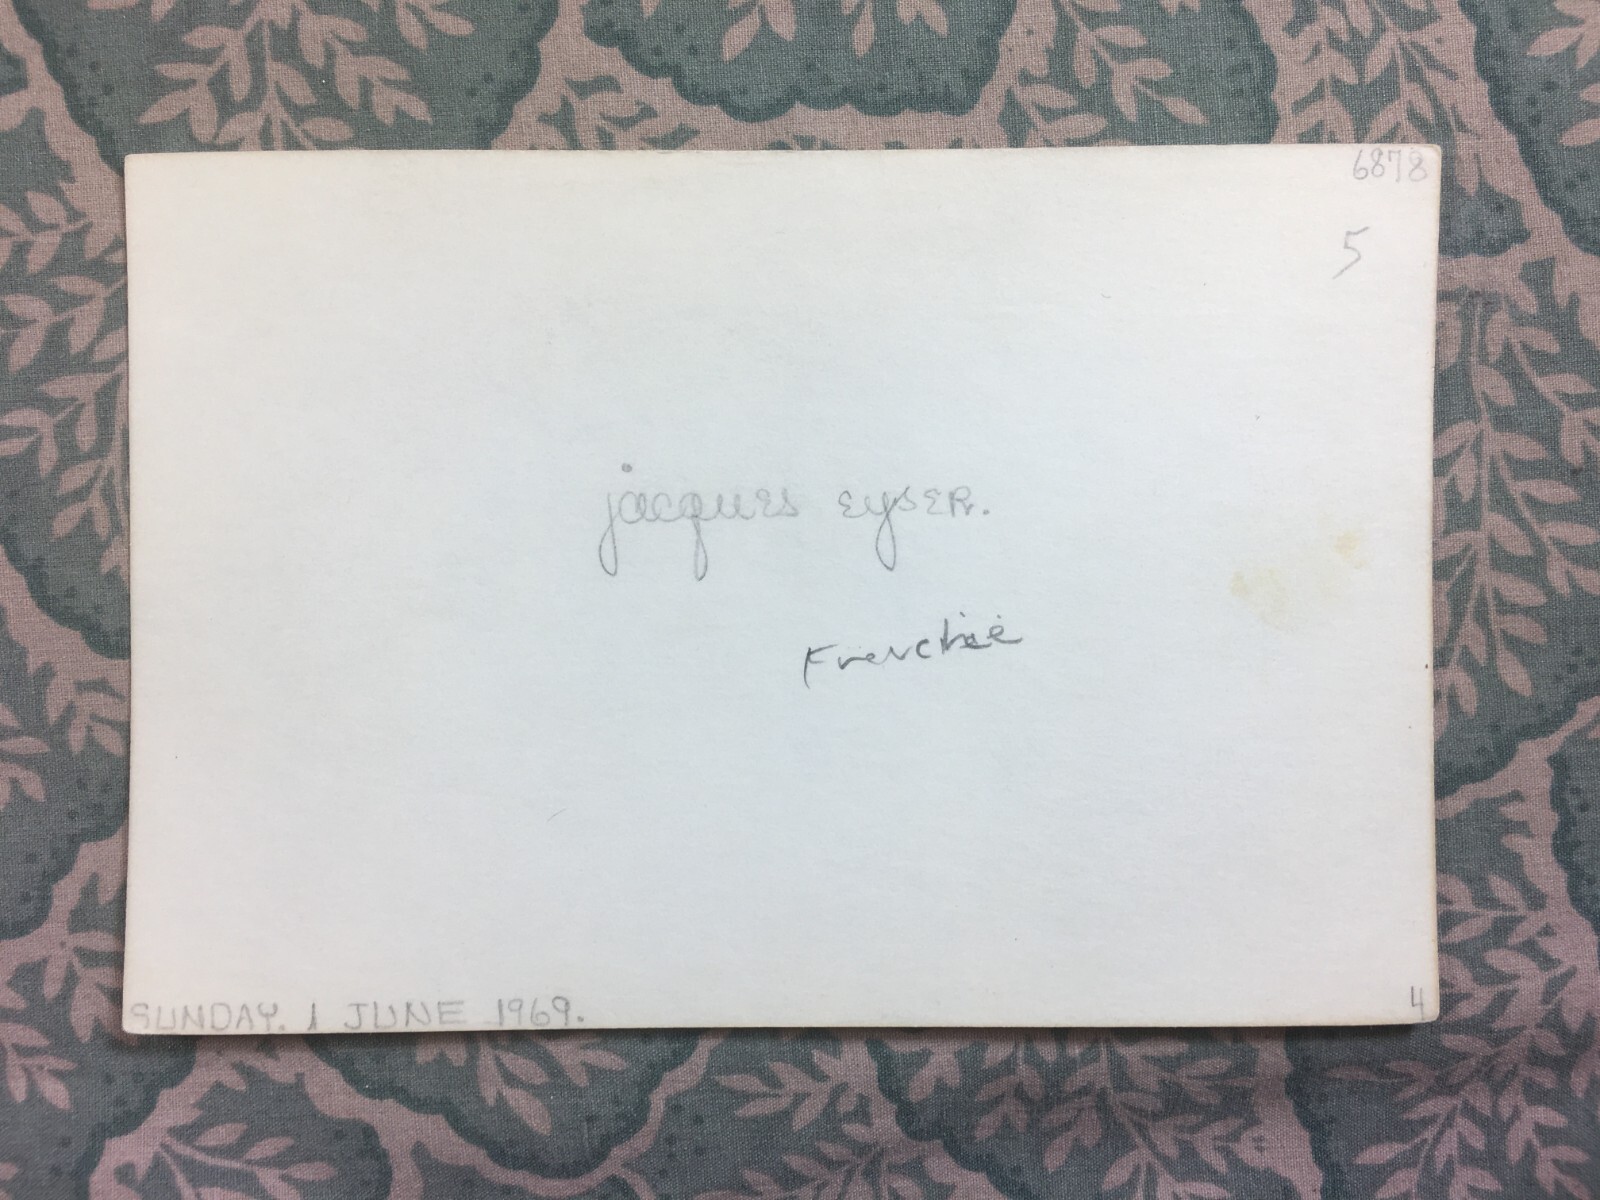 6878
5
jacques eyser.
Frenchie
SUNDAY. 1 JUNE 1969.
4